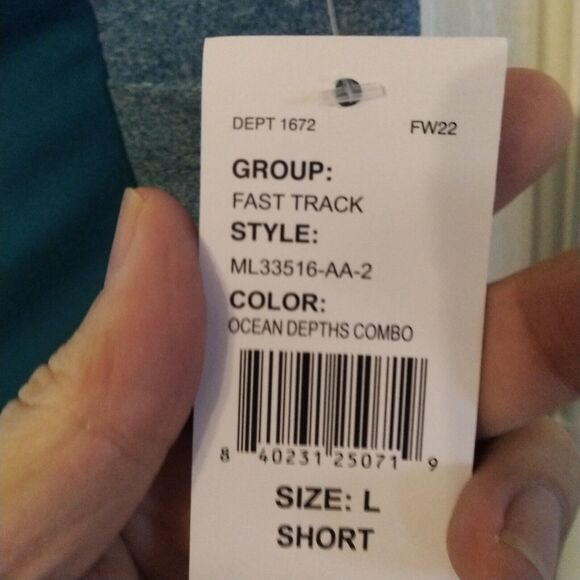 DEPT 1672 FW22
GROUP:
FAST TRACK
STYLE:
ML33516-AA-2
COLOR:
OCEAN DEPTHS COMBO
8 40231 25071 9
SIZE: L
SHORT